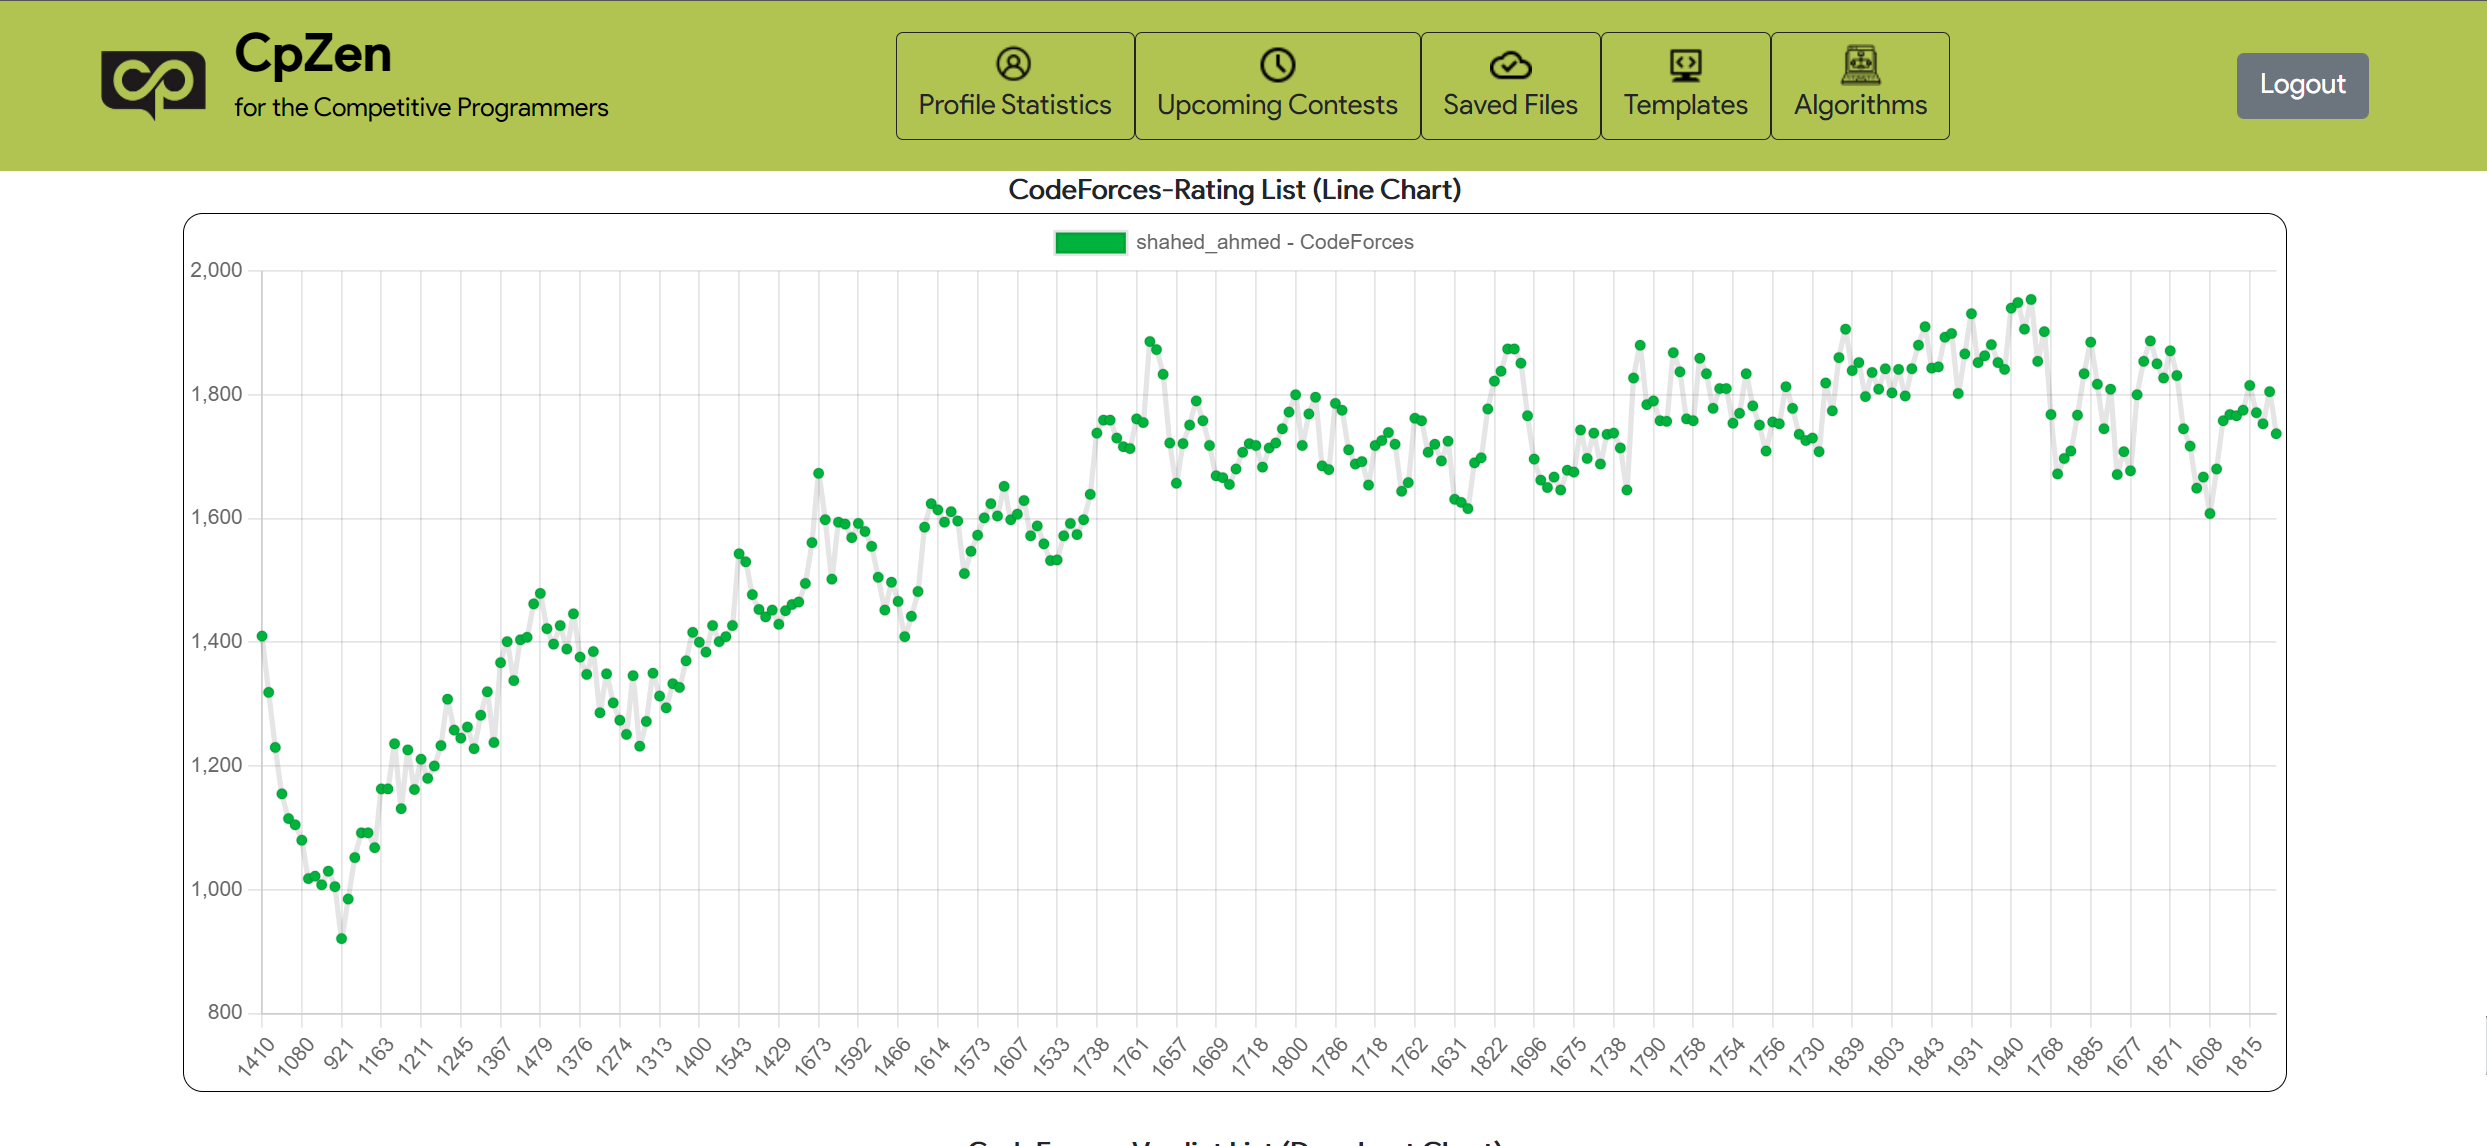 CpZen
for the Competitive Programmers
Profile Statistics
Upcoming Contests
Saved Files
Templates
Algorithms
Logout
CodeForces-Rating List (Line Chart)
shahed_ahmed - CodeForces
2,000
1,800
1,600
1,400
1,200
1,000
800
1410 1080 921 1163 1211 1245 1367 1479 1376 1274 1313 1400 1543 1429 1673 1592 1466 1614 1573 1607 1533 1738 1761 1657 1669 1718 1800 1786 1718 1762 1631 1822 1696 1675 1738 1790 1758 1754 1756 1730 1839 1803 1843 1931 1940 1768 1885 1677 1871 1608 1815